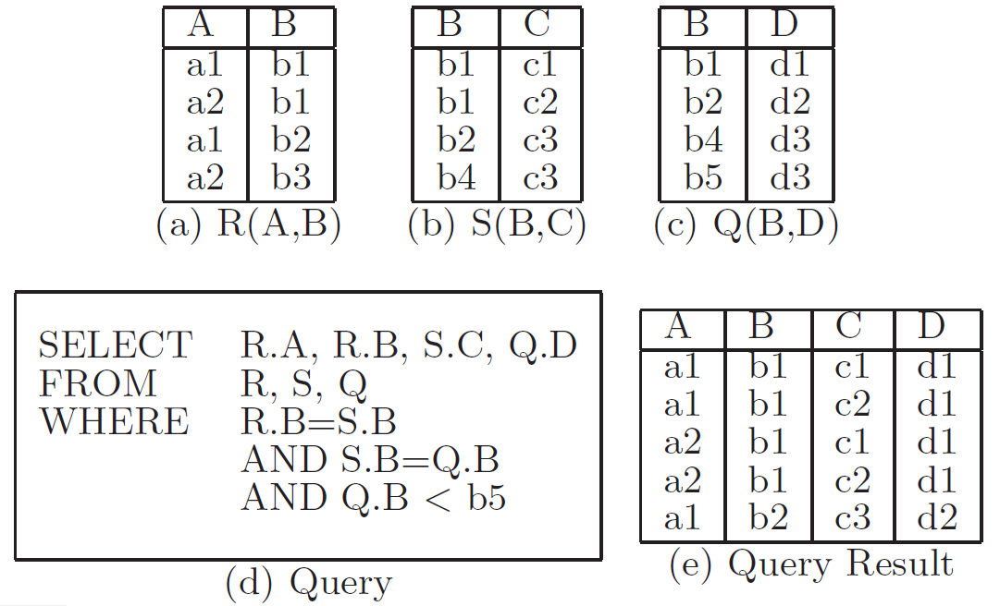 A B
a1 b1
a2 b1
a1 b2
a2 b3
(a) R(A,B)
B C
b1 c1
b1 c2
b2 c3
b4 c3
(b) S(B,C)
B D
b1 d1
b2 d2
b4 d3
b5 d3
(c) Q(B,D)
SELECT R.A, R.B, S.C, Q.D
FROM R, S, Q
WHERE R.B=S.B
AND S.B=Q.B
AND Q.B < b5
(d) Query
A B C D
a1 b1 c1 d1
a1 b1 c2 d1
a2 b1 c1 d1
a2 b1 c2 d1
a1 b2 c3 d2
(e) Query Result